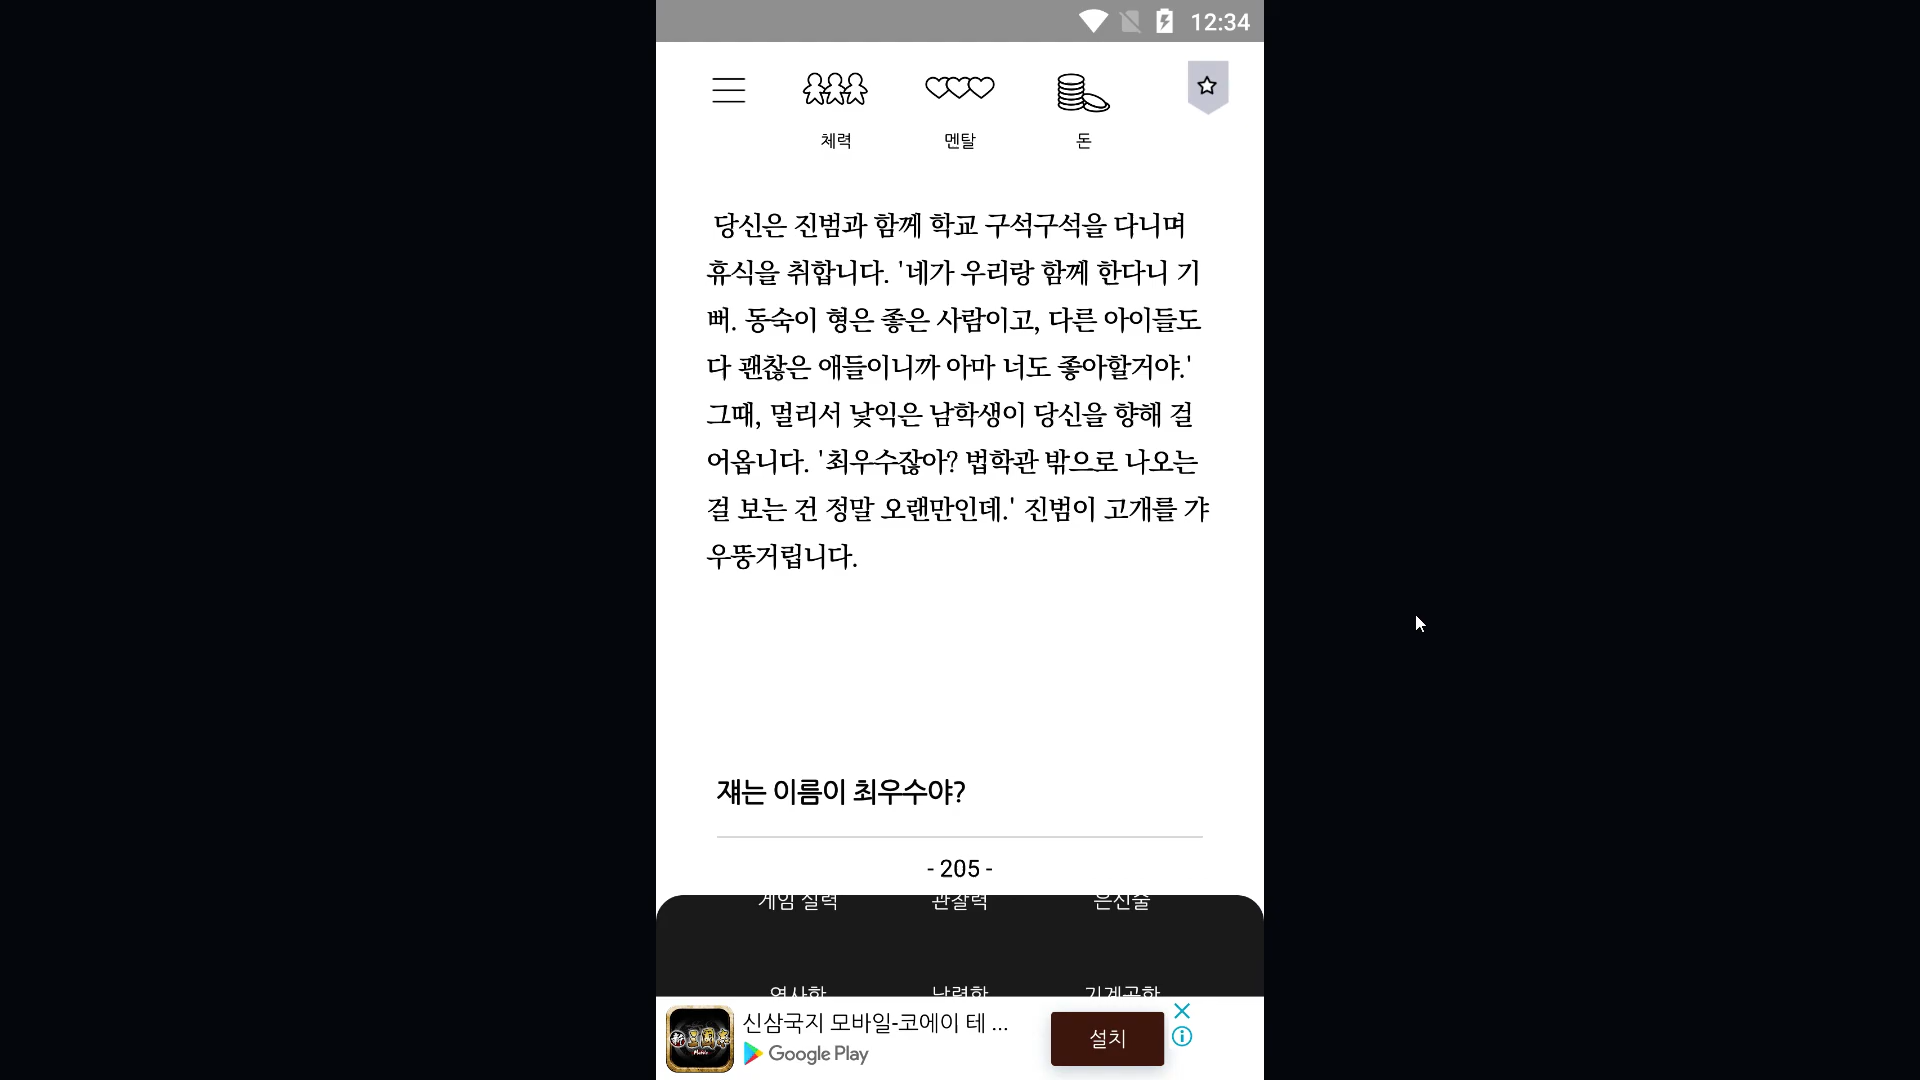 12:34
체력 멘탈 돈
당신은 진범과 함께 학교 구석구석을 다니며
휴식을 취합니다. '네가 우리랑 함께 한다니 기
뻐. 동숙이 형은 좋은 사람이고, 다른 아이들도
다 괜찮은 애들이니까 아마 너도 좋아할거야.'
그때, 멀리서 낯익은 남학생이 당신을 향해 걸
어옵니다. '최우수잖아? 법학관 밖으로 나오는
걸 보는 건 정말 오랜만인데.' 진범이 고개를 갸
우뚱거립니다.
쟤는 이름이 최우수야?
- 205 -
게임 실력 관찰력 은신술
신삼국지 모바일-코에이 테 ...
Google Play
설치